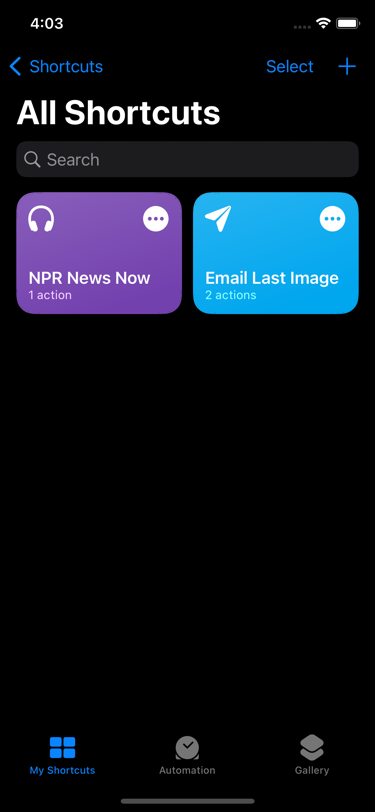 4:03
Shortcuts
Select
All Shortcuts
Search
NPR News Now
1 action
Email Last Image
2 actions
My Shortcuts
Automation
Gallery